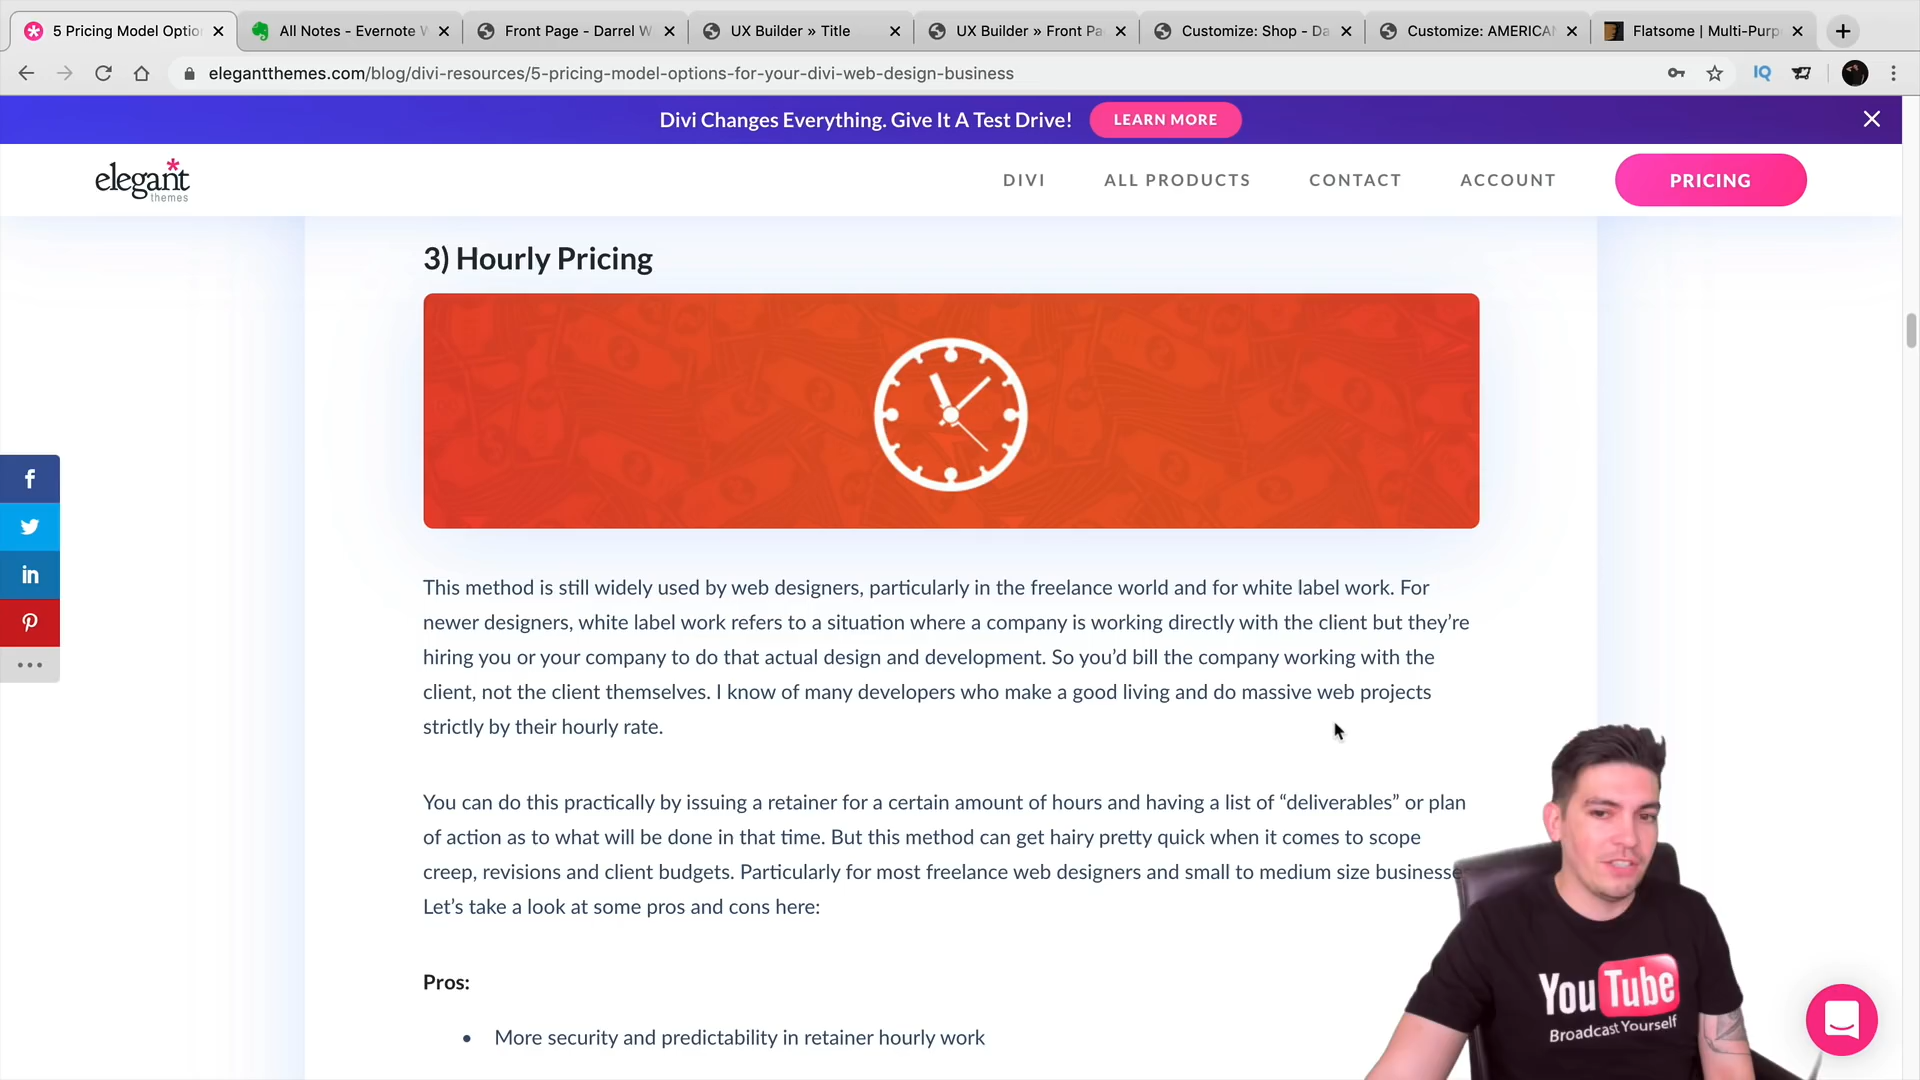 5 Pricing Model Optio
All Notes - Evernote W
Front Page - Darrel W
UX Builder » Title
UX Builder » Front Pa
Customize: Shop - Da
Customize: AMERICAN
Flatsome | Multi-Purp
elegantthemes.com/blog/divi-resources/5-pricing-model-options-for-your-divi-web-design-business
IQ
Divi Changes Everything. Give It A Test Drive!
LEARN MORE
elegant
themes
DIVI
ALL PRODUCTS
CONTACT
ACCOUNT
PRICING
3) Hourly Pricing
This method is still widely used by web designers, particularly in the freelance world and for white label work. For
newer designers, white label work refers to a situation where a company is working directly with the client but they’re
hiring you or your company to do that actual design and development. So you’d bill the company working with the
client, not the client themselves. I know of many developers who make a good living and do massive web projects
strictly by their hourly rate.
You can do this practically by issuing a retainer for a certain amount of hours and having a list of “deliverables” or plan
of action as to what will be done in that time. But this method can get hairy pretty quick when it comes to scope
creep, revisions and client budgets. Particularly for most freelance web designers and small to medium size businesse
Let’s take a look at some pros and cons here:
Pros:
More security and predictability in retainer hourly work
YouTube
Broadcast Yourself